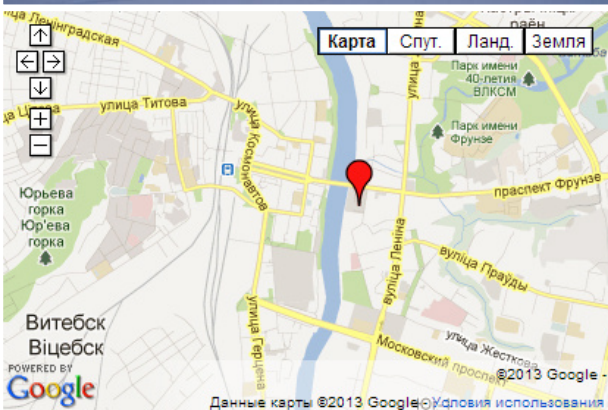 раён
Карта Спут. Ланд. Земля
Ленінградская
Парк имени
40-летия
ВЛКСМ
улица Титова
улица Космонавтов
Парк имени
Фрунзе
праспект Фрунзе
Юрьева
горка
Юр'ева
горка
вуліца Леніна
вуліца Праўды
Витебск
Віцебск
улица Герцена
улица Жесткова
Московский проспект
POWERED BY
Google
©2013 Google -
Данные карты ©2013 Google
Условия использования